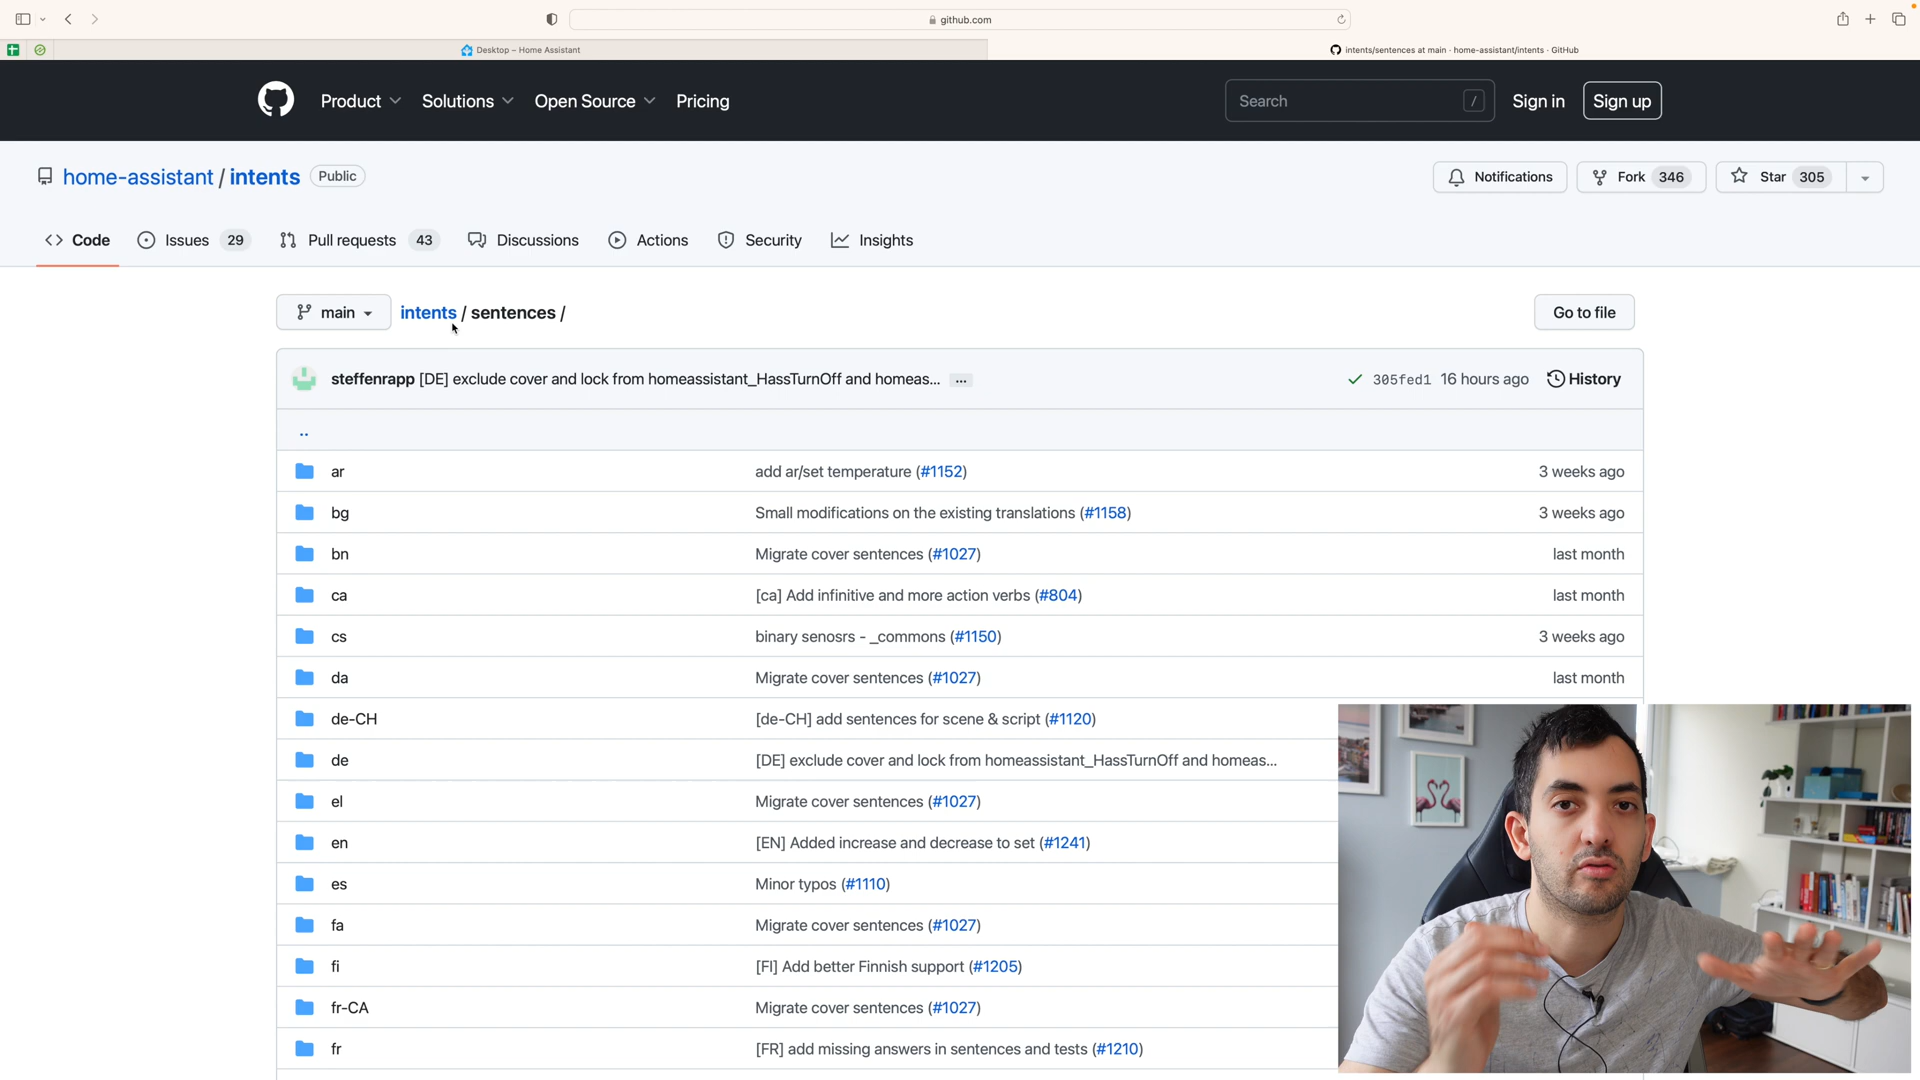 github.com
Desktop – Home Assistant
intents/sentences at main · home-assistant/intents · GitHub
Product Solutions Open Source Pricing Search / Sign in Sign up
home-assistant / intents Public Notifications Fork 346 Star 305
Code Issues 29 Pull requests 43 Discussions Actions Security Insights
main intents / sentences / Go to file
steffenrapp [DE] exclude cover and lock from homeassistant_HassTurnOff and homeas... ... 305fed1 16 hours ago History
..
ar add ar/set temperature (#1152) 3 weeks ago
bg Small modifications on the existing translations (#1158) 3 weeks ago
bn Migrate cover sentences (#1027) last month
ca [ca] Add infinitive and more action verbs (#804) last month
cs binary senosrs - _commons (#1150) 3 weeks ago
da Migrate cover sentences (#1027) last month
de-CH [de-CH] add sentences for scene & script (#1120)
de [DE] exclude cover and lock from homeassistant_HassTurnOff and homeas...
el Migrate cover sentences (#1027)
en [EN] Added increase and decrease to set (#1241)
es Minor typos (#1110)
fa Migrate cover sentences (#1027)
fi [FI] Add better Finnish support (#1205)
fr-CA Migrate cover sentences (#1027)
fr [FR] add missing answers in sentences and tests (#1210)